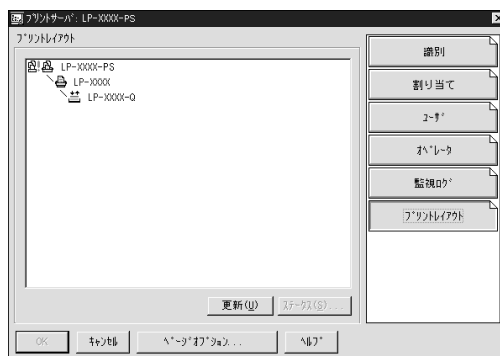 ﾌﾟﾘﾝﾄｻｰﾊﾞ: LP-XXXX-PS
ﾌﾟﾘﾝﾄﾚｲｱｳﾄ
LP-XXXX-PS
LP-XXXX
LP-XXXX-Q
更新(U)
ｽﾃｰﾀｽ(S)...
識別
割り当て
ﾕｰｻﾞ
ｵﾍﾟﾚｰﾀ
監視ﾛｸﾞ
ﾌﾟﾘﾝﾄﾚｲｱｳﾄ
OK
ｷｬﾝｾﾙ
ﾍﾟｰｼﾞｵﾌﾟｼｮﾝ...
ﾍﾙﾌﾟ